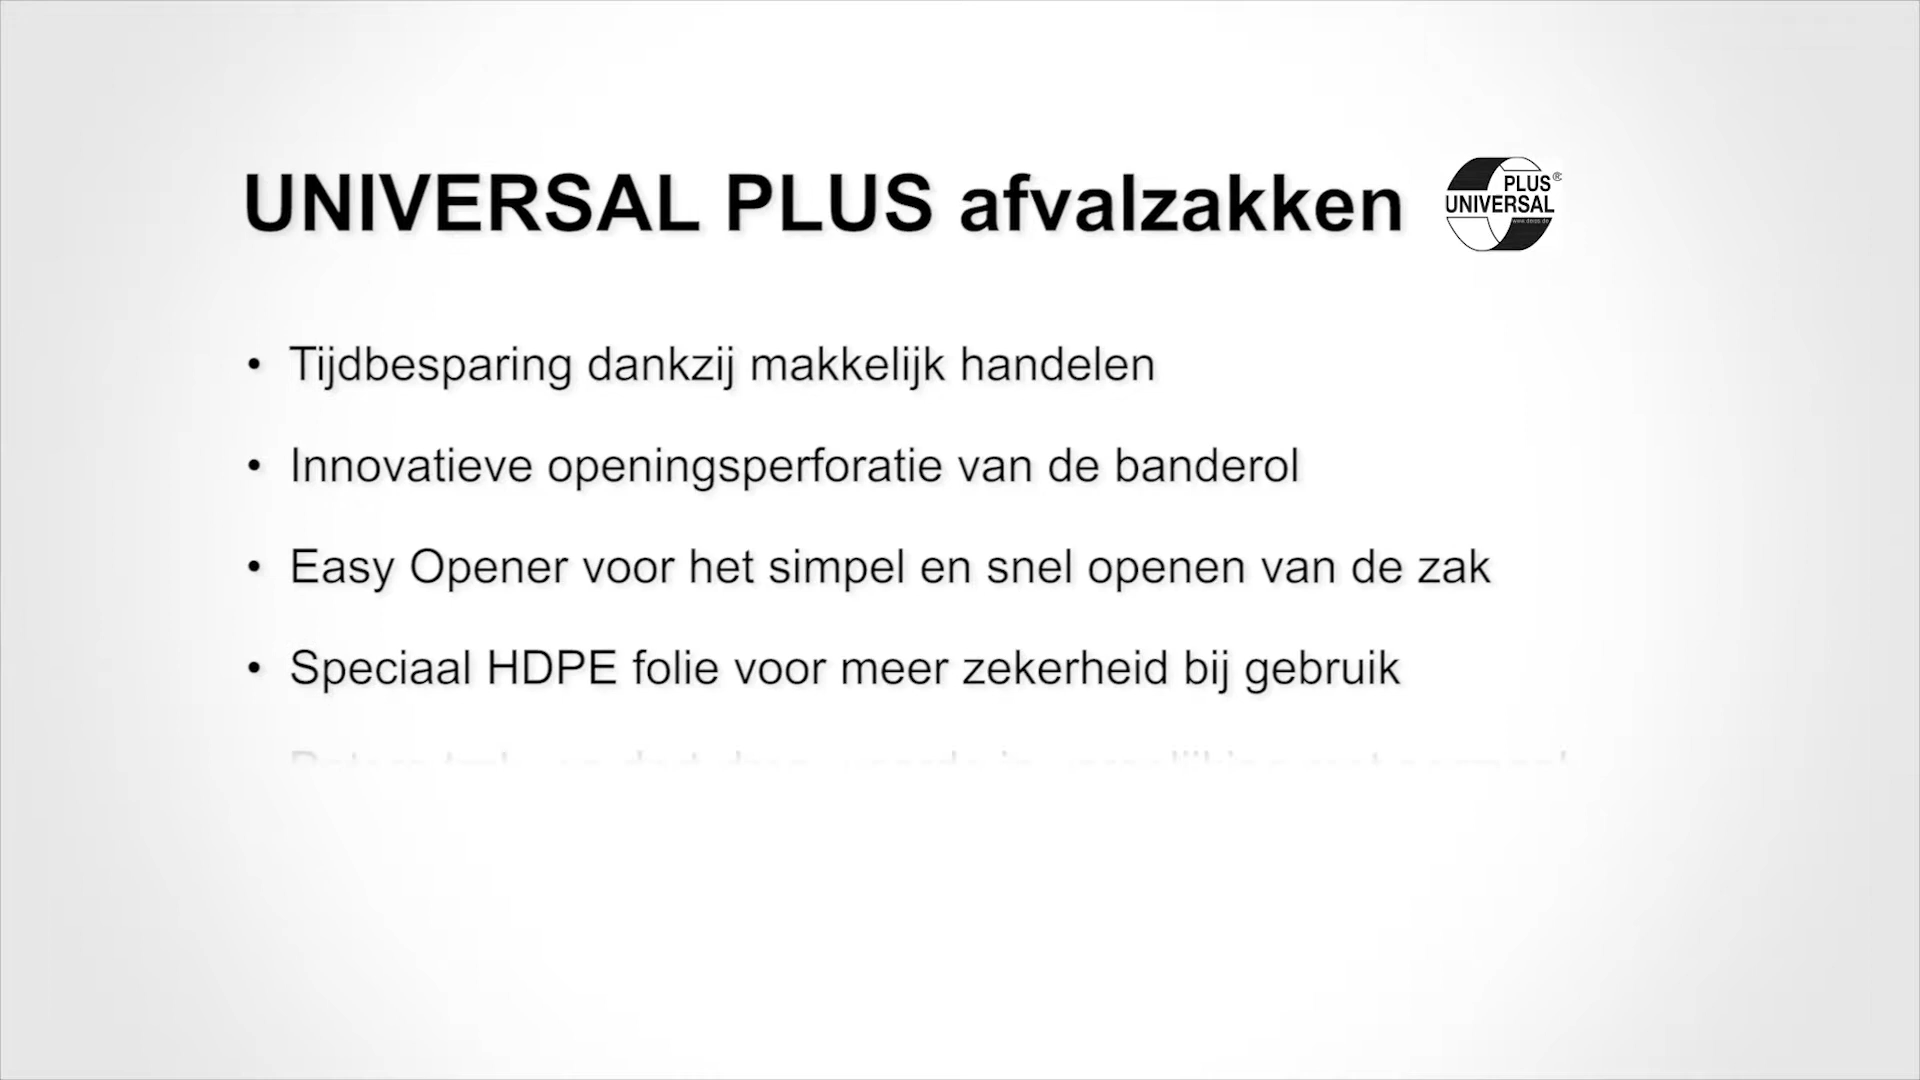 UNIVERSAL PLUS afvalzakken
PLUS®
UNIVERSAL
• Tijdbesparing dankzij makkelijk handelen
• Innovatieve openingsperforatie van de banderol
• Easy Opener voor het simpel en snel openen van de zak
• Speciaal HDPE folie voor meer zekerheid bij gebruik